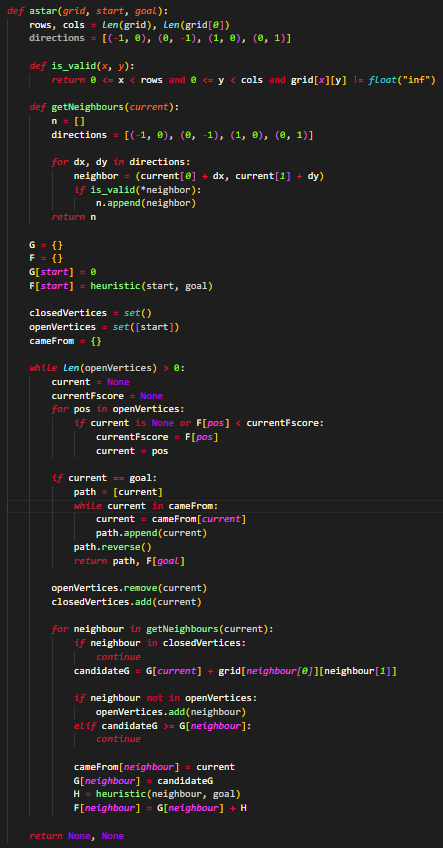 def astar(grid, start, goal):
    rows, cols = len(grid), len(grid[0])
    directions = [(-1, 0), (0, -1), (1, 0), (0, 1)]

    def is_valid(x, y):
        return 0 <= x < rows and 0 <= y < cols and grid[x][y] != float("inf")

    def getNeighbours(current):
        n = []
        directions = [(-1, 0), (0, -1), (1, 0), (0, 1)]

        for dx, dy in directions:
            neighbor = (current[0] + dx, current[1] + dy)
            if is_valid(*neighbor):
                n.append(neighbor)
        return n

    G = {}
    F = {}
    G[start] = 0
    F[start] = heuristic(start, goal)

    closedVertices = set()
    openVertices = set([start])
    cameFrom = {}

    while len(openVertices) > 0:
        current = None
        currentFscore = None
        for pos in openVertices:
            if current is None or F[pos] < currentFscore:
                currentFscore = F[pos]
                current = pos

        if current == goal:
            path = [current]
            while current in cameFrom:
                current = cameFrom[current]
                path.append(current)
            path.reverse()
            return path, F[goal]

        openVertices.remove(current)
        closedVertices.add(current)

        for neighbour in getNeighbours(current):
            if neighbour in closedVertices:
                continue
            candidateG = G[current] + grid[neighbour[0]][neighbour[1]]

            if neighbour not in openVertices:
                openVertices.add(neighbour)
            elif candidateG >= G[neighbour]:
                continue

            cameFrom[neighbour] = current
            G[neighbour] = candidateG
            H = heuristic(neighbour, goal)
            F[neighbour] = G[neighbour] + H

    return None, None